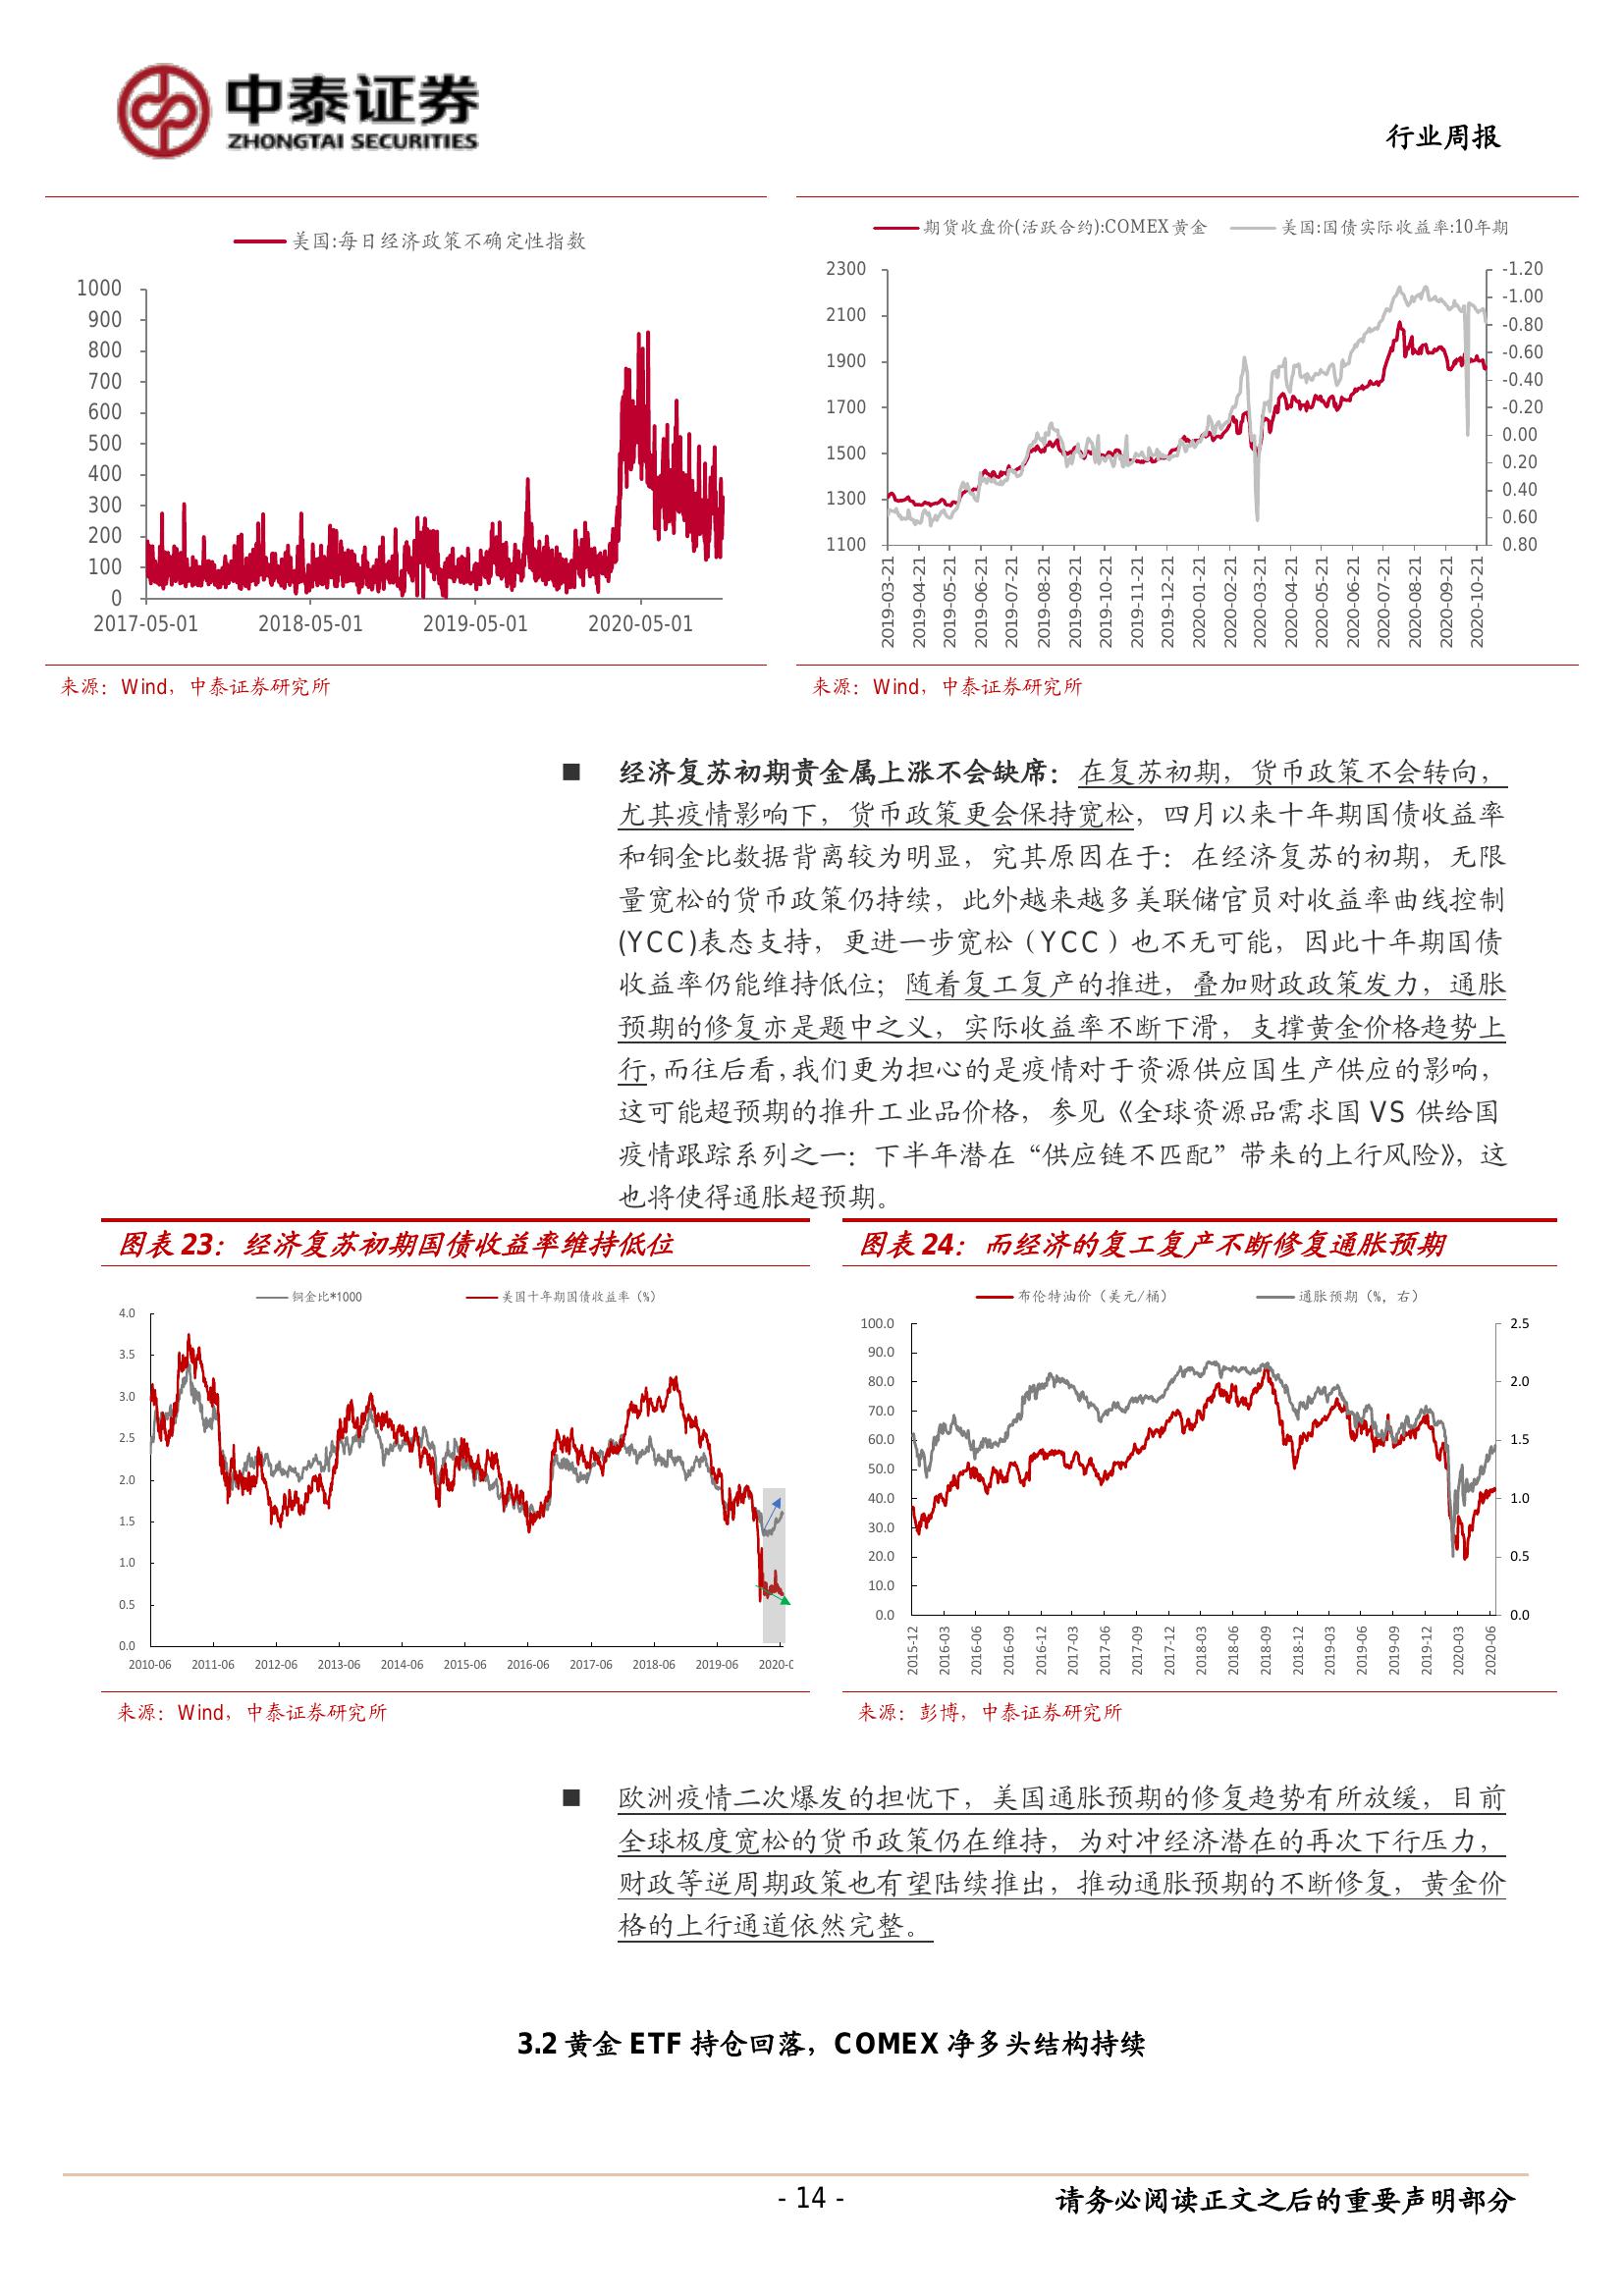 中泰证券
ZHONGTAI SECURITIES
行业周报
美国:每日经济政策不确定性指数
1000
900
800
700
600
500
400
300
200
100
0
2017-05-01 2018-05-01 2019-05-01 2020-05-01
来源：Wind，中泰证券研究所
期货收盘价(活跃合约):COMEX黄金 美国:国债实际收益率:10年期
2300
2100
1900
1700
1500
1300
1100
-1.20
-1.00
-0.80
-0.60
-0.40
-0.20
0.00
0.20
0.40
0.60
0.80
2019-03-21
2019-04-21
2019-05-21
2019-06-21
2019-07-21
2019-08-21
2019-09-21
2019-10-21
2019-11-21
2019-12-21
2020-01-21
2020-02-21
2020-03-21
2020-04-21
2020-05-21
2020-06-21
2020-07-21
2020-08-21
2020-09-21
2020-10-21
来源：Wind，中泰证券研究所
■ 经济复苏初期贵金属上涨不会缺席：在复苏初期，货币政策不会转向，
尤其疫情影响下，货币政策更会保持宽松，四月以来十年期国债收益率
和铜金比数据背离较为明显，究其原因在于：在经济复苏的初期，无限
量宽松的货币政策仍持续，此外越来越多美联储官员对收益率曲线控制
(YCC)表态支持，更进一步宽松（YCC）也不无可能，因此十年期国债
收益率仍能维持低位；随着复工复产的推进，叠加财政政策发力，通胀
预期的修复亦是题中之义，实际收益率不断下滑，支撑黄金价格趋势上
行，而往后看，我们更为担心的是疫情对于资源供应国生产供应的影响，
这可能超预期的推升工业品价格，参见《全球资源品需求国 VS 供给国
疫情跟踪系列之一：下半年潜在“供应链不匹配”带来的上行风险》，这
也将使得通胀超预期。
图表 23：经济复苏初期国债收益率维持低位
铜金比*1000 美国十年期国债收益率（%）
4.0
3.5
3.0
2.5
2.0
1.5
1.0
0.5
0.0
2010-06 2011-06 2012-06 2013-06 2014-06 2015-06 2016-06 2017-06 2018-06 2019-06 2020-0
来源：Wind，中泰证券研究所
图表 24：而经济的复工复产不断修复通胀预期
布伦特油价（美元/桶） 通胀预期（%，右）
100.0
90.0
80.0
70.0
60.0
50.0
40.0
30.0
20.0
10.0
0.0
2.5
2.0
1.5
1.0
0.5
0.0
2015-12
2016-03
2016-06
2016-09
2016-12
2017-03
2017-06
2017-09
2017-12
2018-03
2018-06
2018-09
2018-12
2019-03
2019-06
2019-09
2019-12
2020-03
2020-06
来源：彭博，中泰证券研究所
■ 欧洲疫情二次爆发的担忧下，美国通胀预期的修复趋势有所放缓，目前
全球极度宽松的货币政策仍在维持，为对冲经济潜在的再次下行压力，
财政等逆周期政策也有望陆续推出，推动通胀预期的不断修复，黄金价
格的上行通道依然完整。
3.2 黄金 ETF 持仓回落，COMEX 净多头结构持续
- 14 -
请务必阅读正文之后的重要声明部分